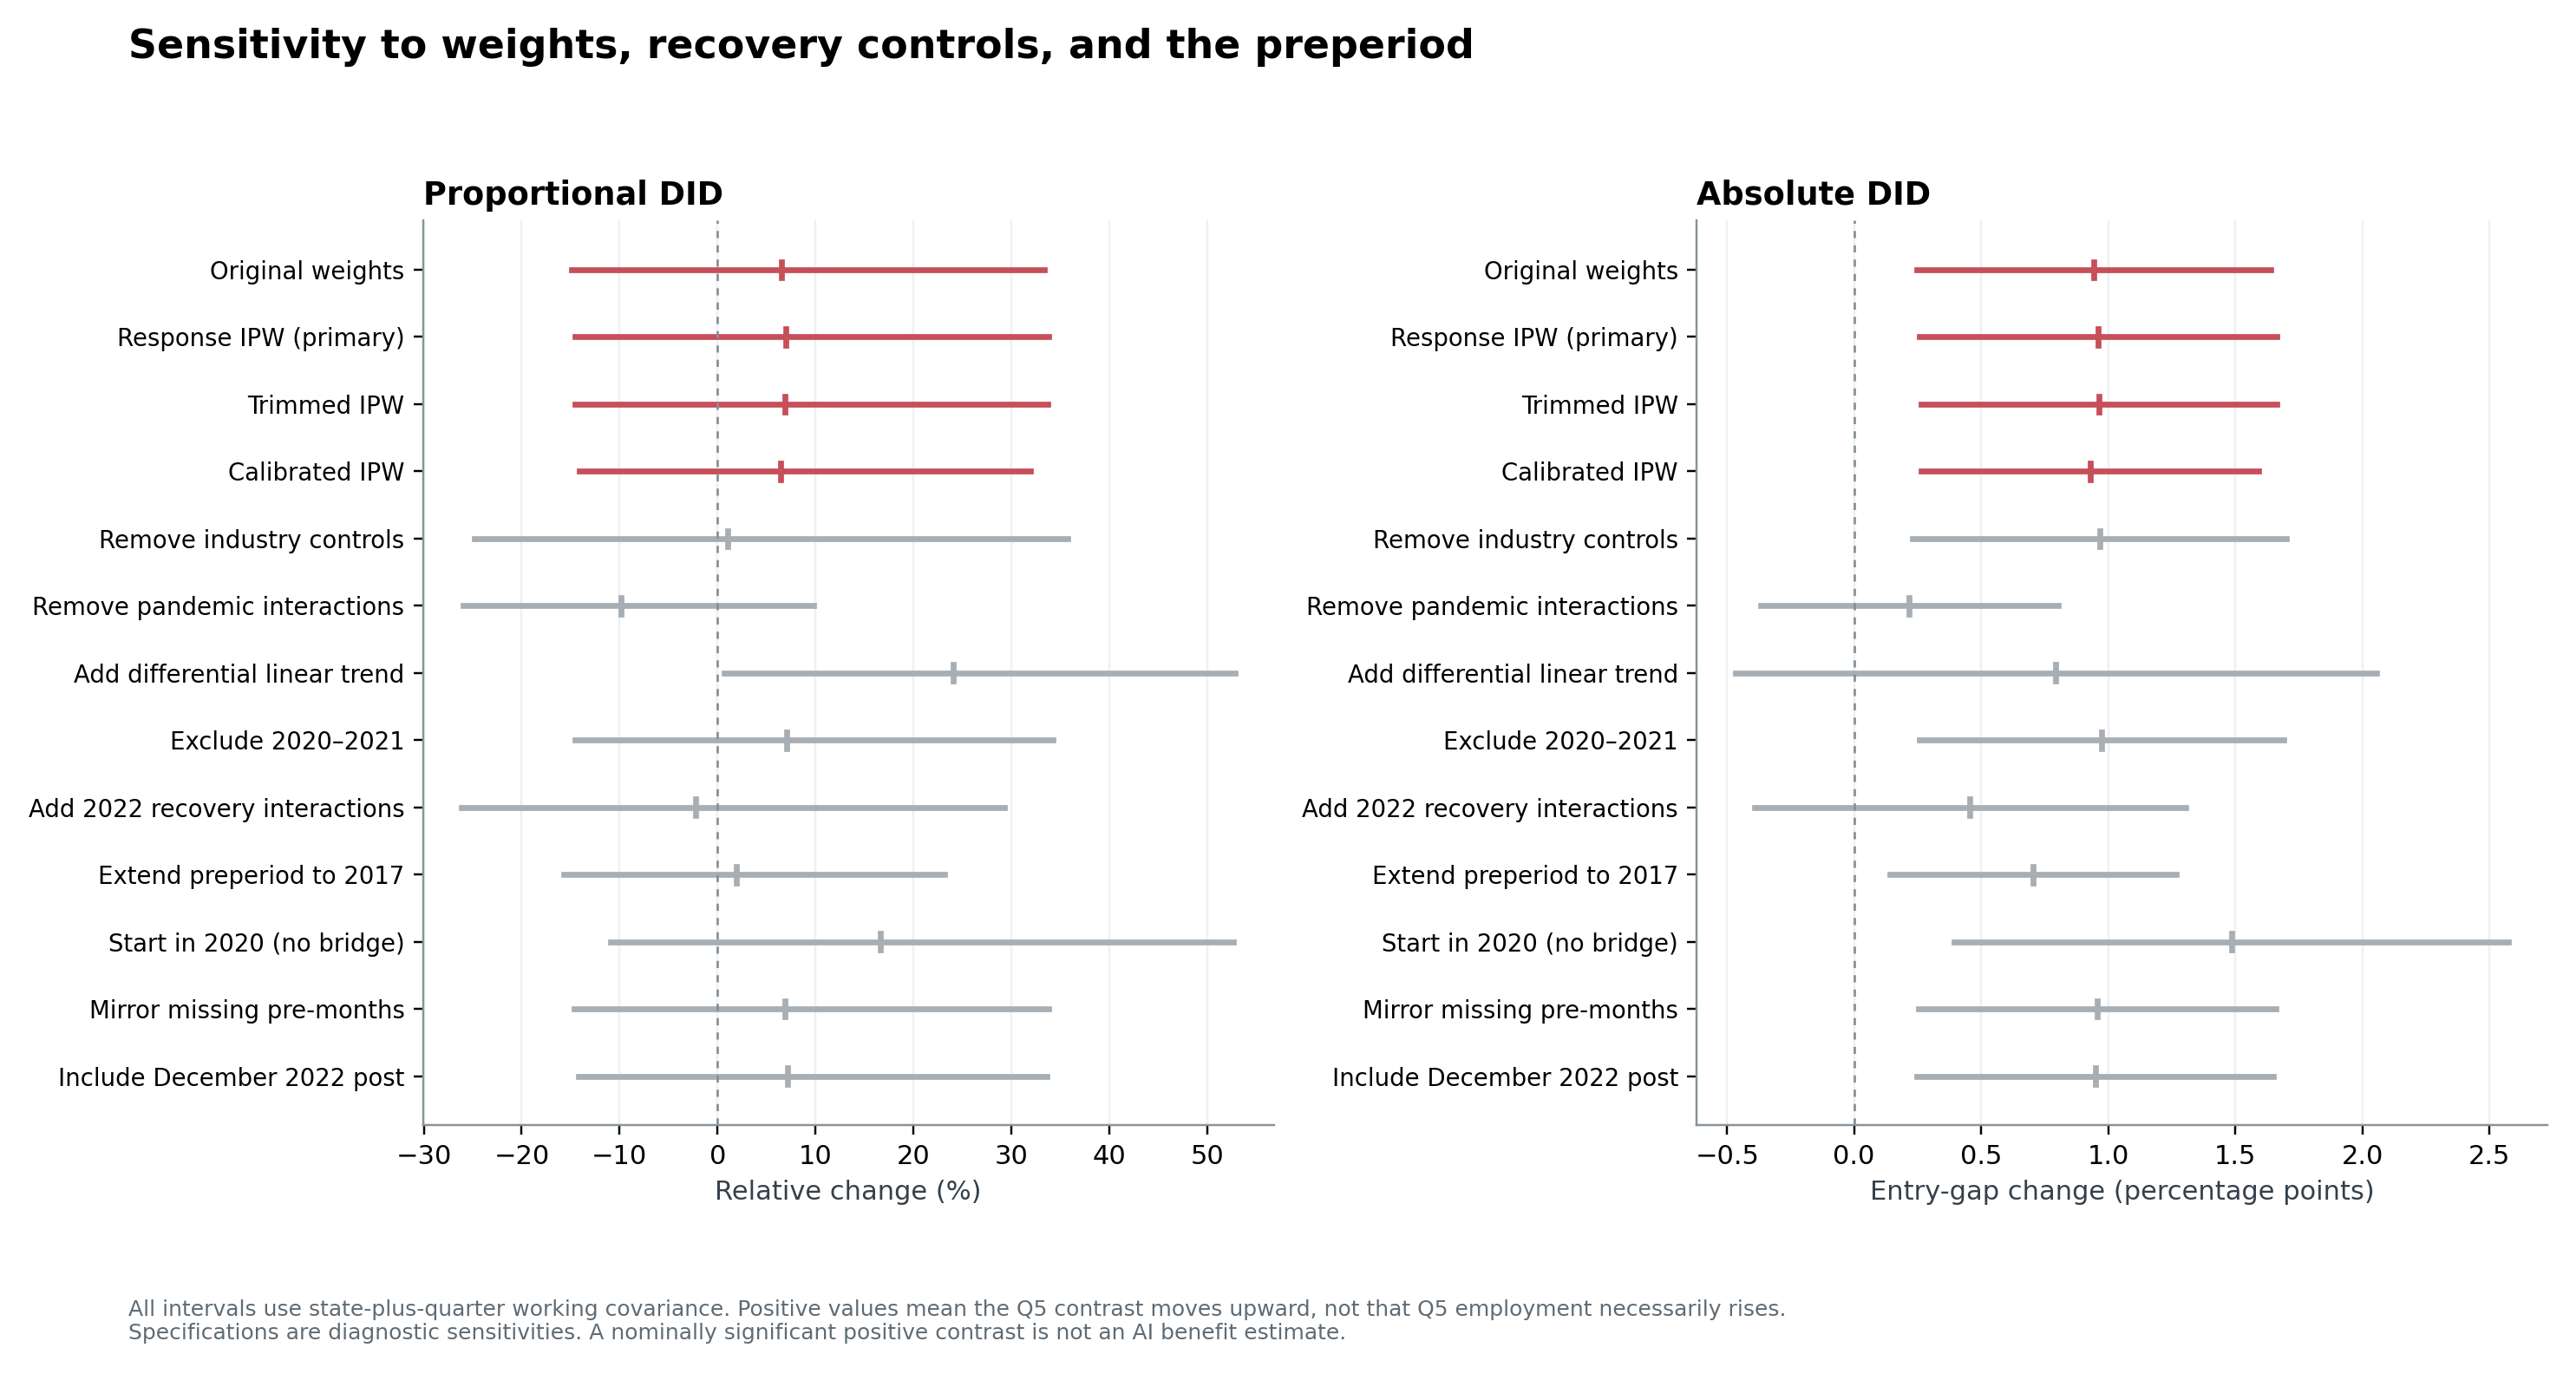 Sensitivity to weights, recovery controls, and the preperiod
Proportional DID
Original weights
Response IPW (primary)
Trimmed IPW
Calibrated IPW
Remove industry controls
Remove pandemic interactions
Add differential linear trend
Exclude 2020–2021
Add 2022 recovery interactions
Extend preperiod to 2017
Start in 2020 (no bridge)
Mirror missing pre-months
Include December 2022 post
−30 −20 −10 0 10 20 30 40 50
Relative change (%)
Absolute DID
Original weights
Response IPW (primary)
Trimmed IPW
Calibrated IPW
Remove industry controls
Remove pandemic interactions
Add differential linear trend
Exclude 2020–2021
Add 2022 recovery interactions
Extend preperiod to 2017
Start in 2020 (no bridge)
Mirror missing pre-months
Include December 2022 post
−0.5 0.0 0.5 1.0 1.5 2.0 2.5
Entry-gap change (percentage points)
All intervals use state-plus-quarter working covariance. Positive values mean the Q5 contrast moves upward, not that Q5 employment necessarily rises.
Specifications are diagnostic sensitivities. A nominally significant positive contrast is not an AI benefit estimate.